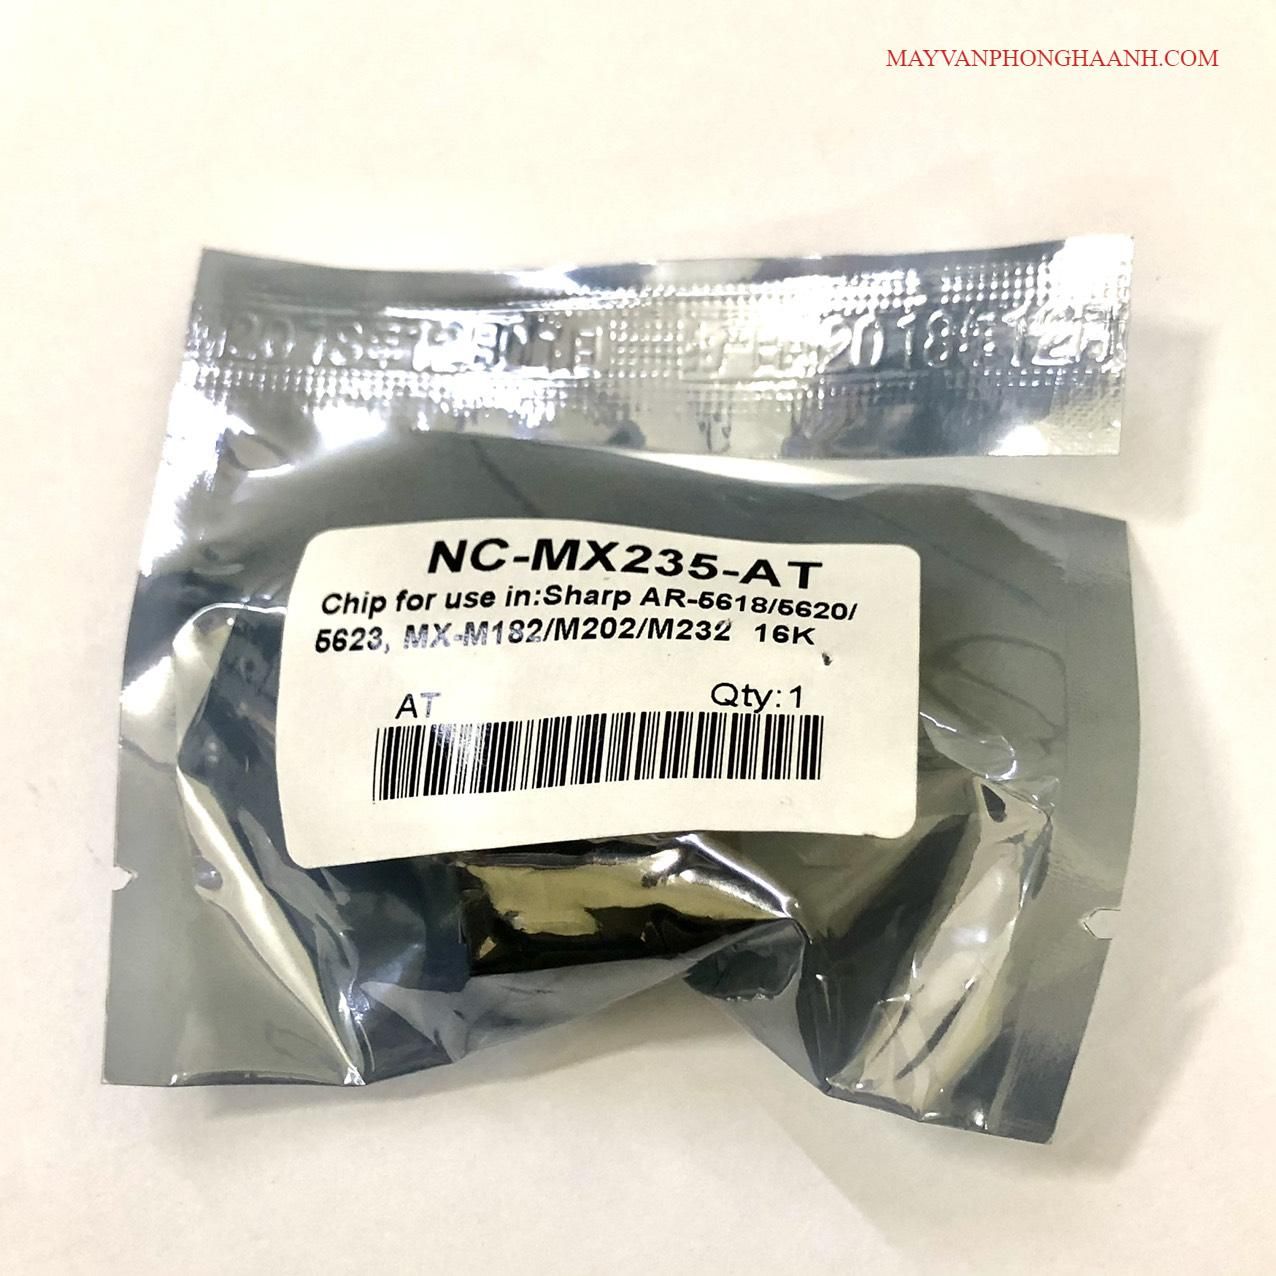 MAYVANPHONGHAANH.COM
NC-MX235-AT
Chip for use in:Sharp AR-5618/5620/
5623, MX-M182/M202/M232 16K
AT Qty:1